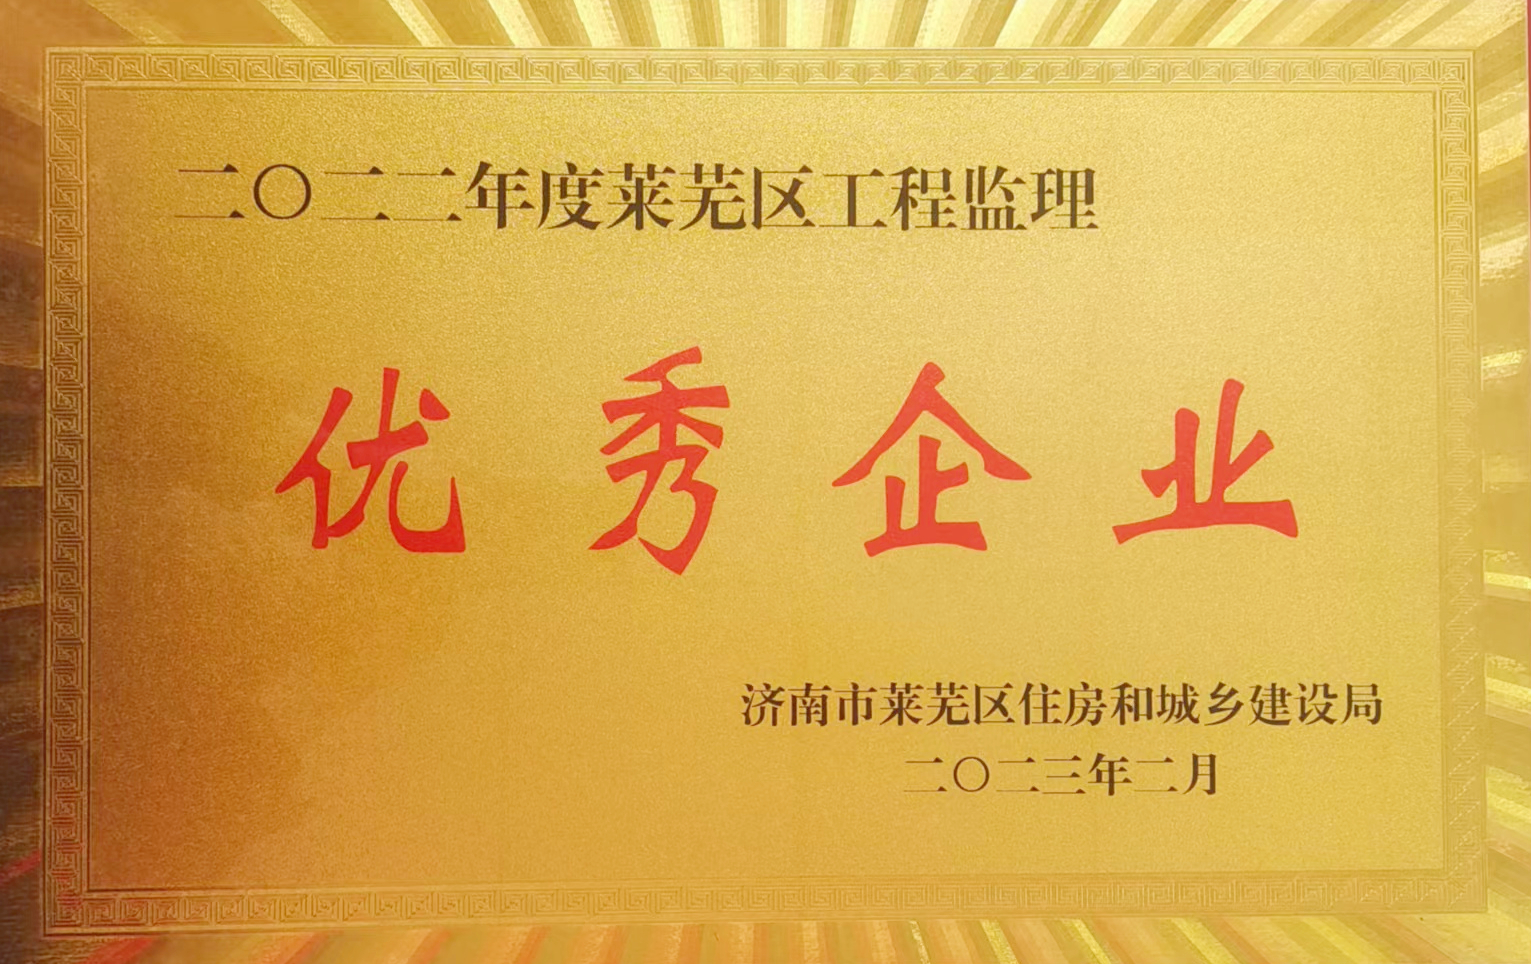 二〇二二年度莱芜区工程监理
优秀企业
济南市莱芜区住房和城乡建设局
二〇二三年二月